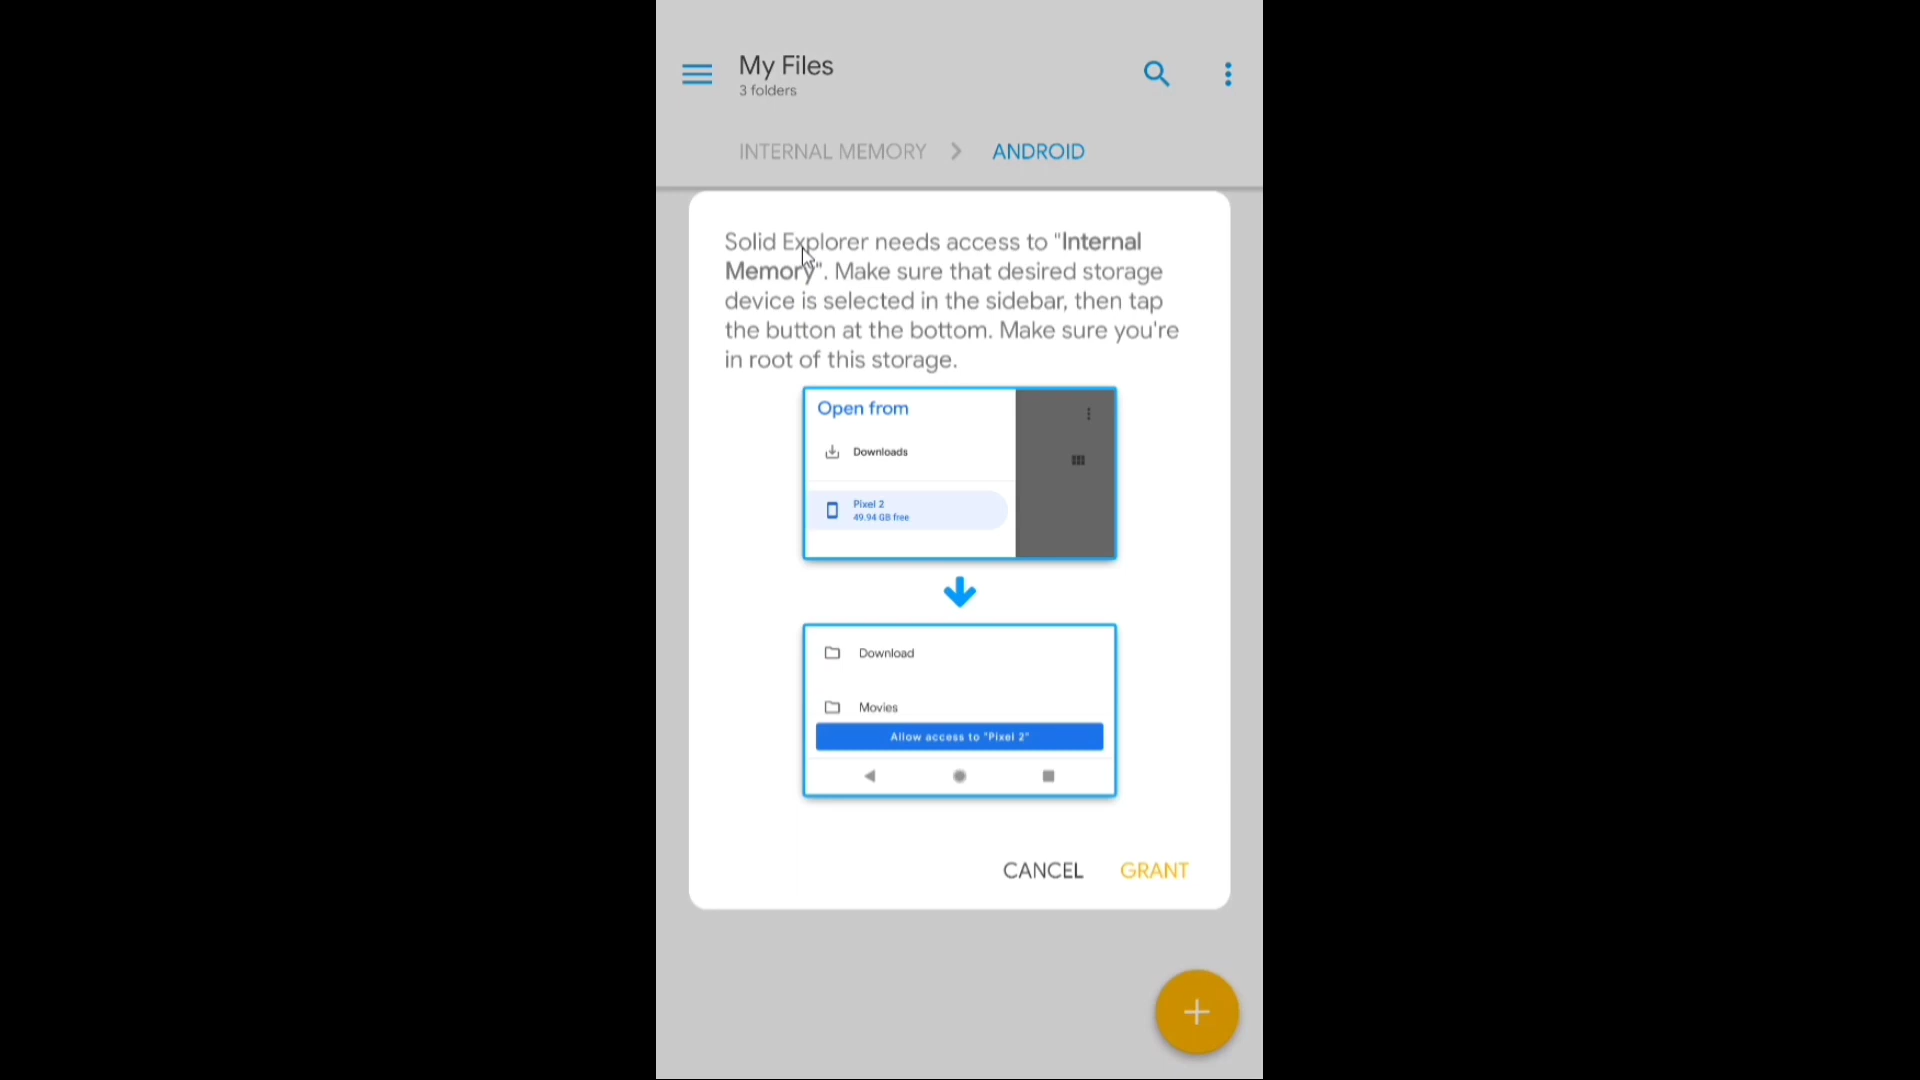 My Files
3 folders
INTERNAL MEMORY > ANDROID
Solid Explorer needs access to "Internal
Memory". Make sure that desired storage
device is selected in the sidebar, then tap
the button at the bottom. Make sure you're
in root of this storage.
Open from
Downloads
Pixel 2
49.94 GB free
Download
Movies
Allow access to "Pixel 2"
CANCEL GRANT